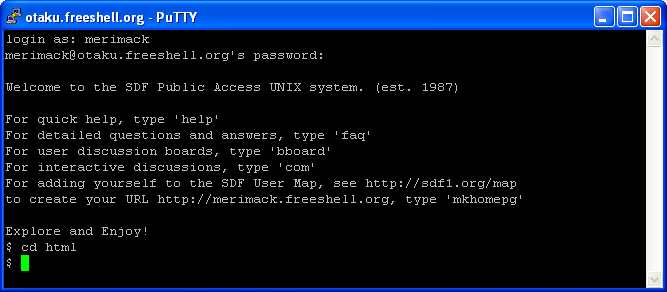 otaku.freeshell.org - PuTTY
login as: merimack
merimack@otaku.freeshell.org's password:
Welcome to the SDF Public Access UNIX system. (est. 1987)
For quick help, type 'help'
For detailed questions and answers, type 'faq'
For user discussion boards, type 'bboard'
For interactive discussions, type 'com'
For adding yourself to the SDF User Map, see http://sdf1.org/map
to create your URL http://merimack.freeshell.org, type 'mkhomepg'
Explore and Enjoy!
$ cd html
$